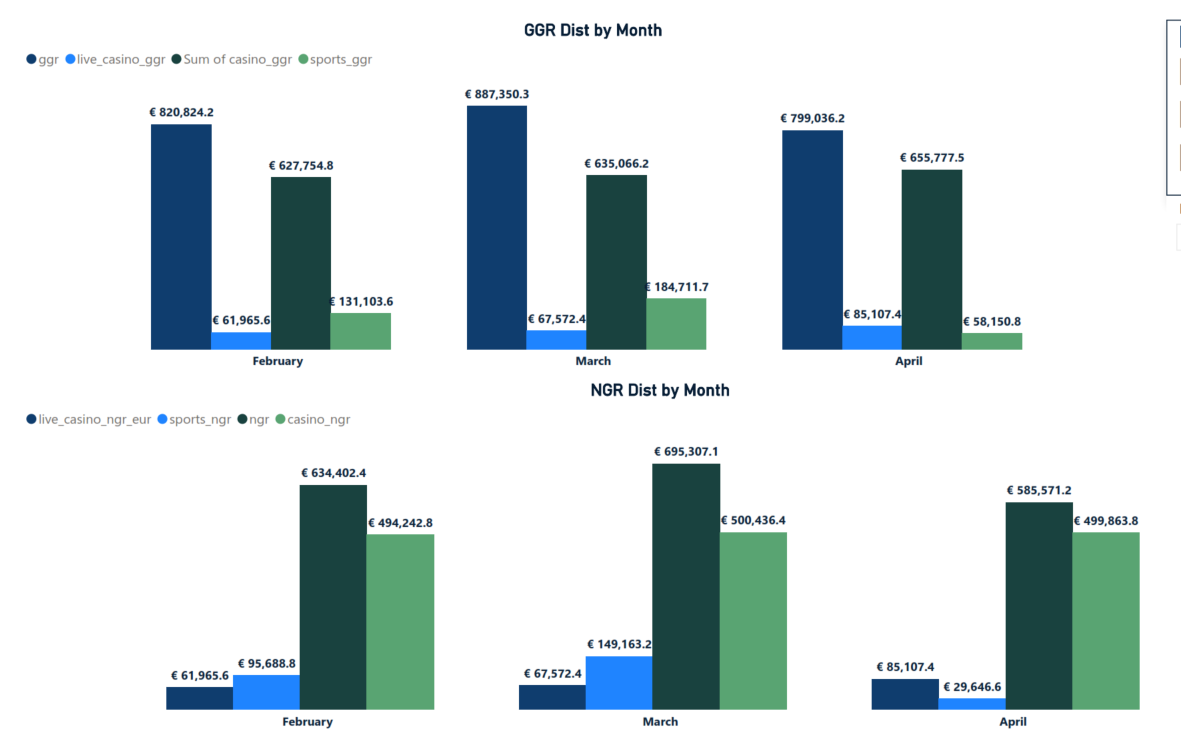 GGR Dist by Month
ggr live_casino_ggr Sum of casino_ggr sports_ggr
€ 820,824.2
€ 61,965.6
€ 627,754.8
€ 131,103.6
February
€ 887,350.3
€ 67,572.4
€ 635,066.2
€ 184,711.7
March
€ 799,036.2
€ 85,107.4
€ 655,777.5
€ 58,150.8
April
NGR Dist by Month
live_casino_ngr_eur sports_ngr ngr casino_ngr
€ 61,965.6
€ 95,688.8
€ 634,402.4
€ 494,242.8
February
€ 67,572.4
€ 149,163.2
€ 695,307.1
€ 500,436.4
March
€ 85,107.4
€ 29,646.6
€ 585,571.2
€ 499,863.8
April